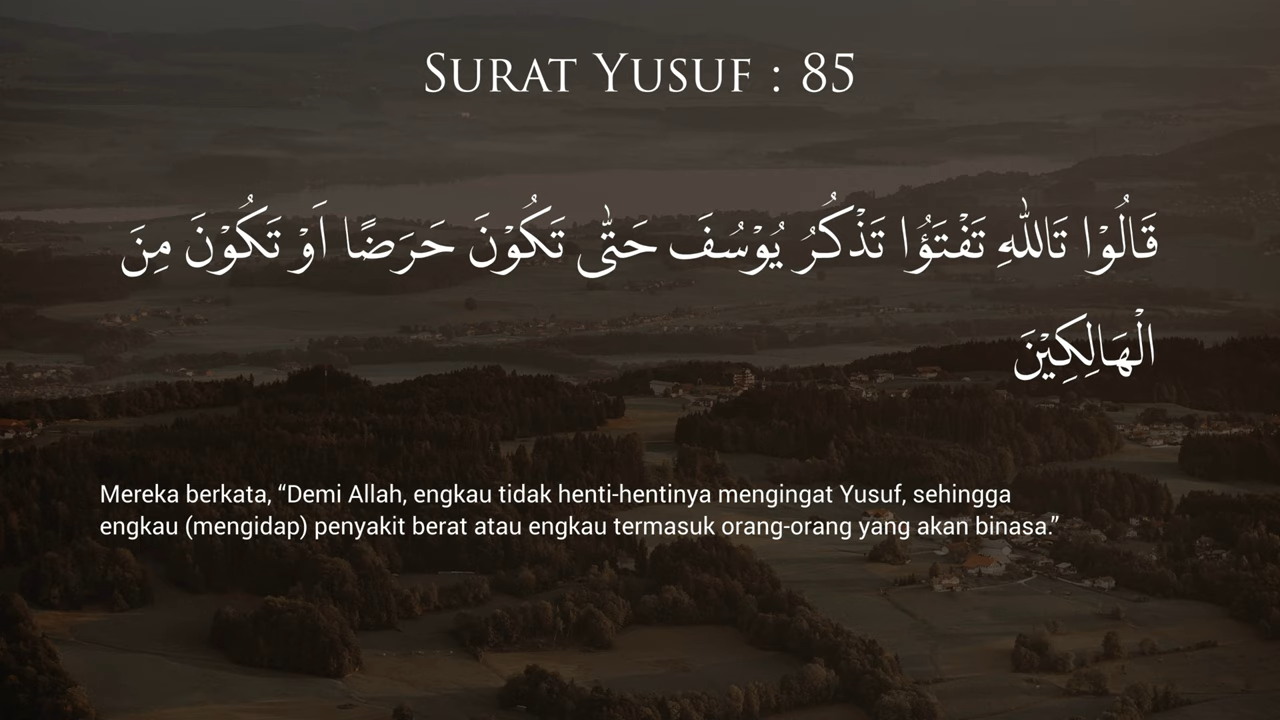 SURAT YUSUF : 85
قَالُوْا تَاللّٰهِ تَفْتَؤُا تَذْكُرُ يُوْسُفَ حَتّٰى تَكُوْنَ حَرَضًا اَوْ تَكُوْنَ مِنَ
الْهَالِكِيْنَ
Mereka berkata, “Demi Allah, engkau tidak henti-hentinya mengingat Yusuf, sehingga
engkau (mengidap) penyakit berat atau engkau termasuk orang-orang yang akan binasa.”